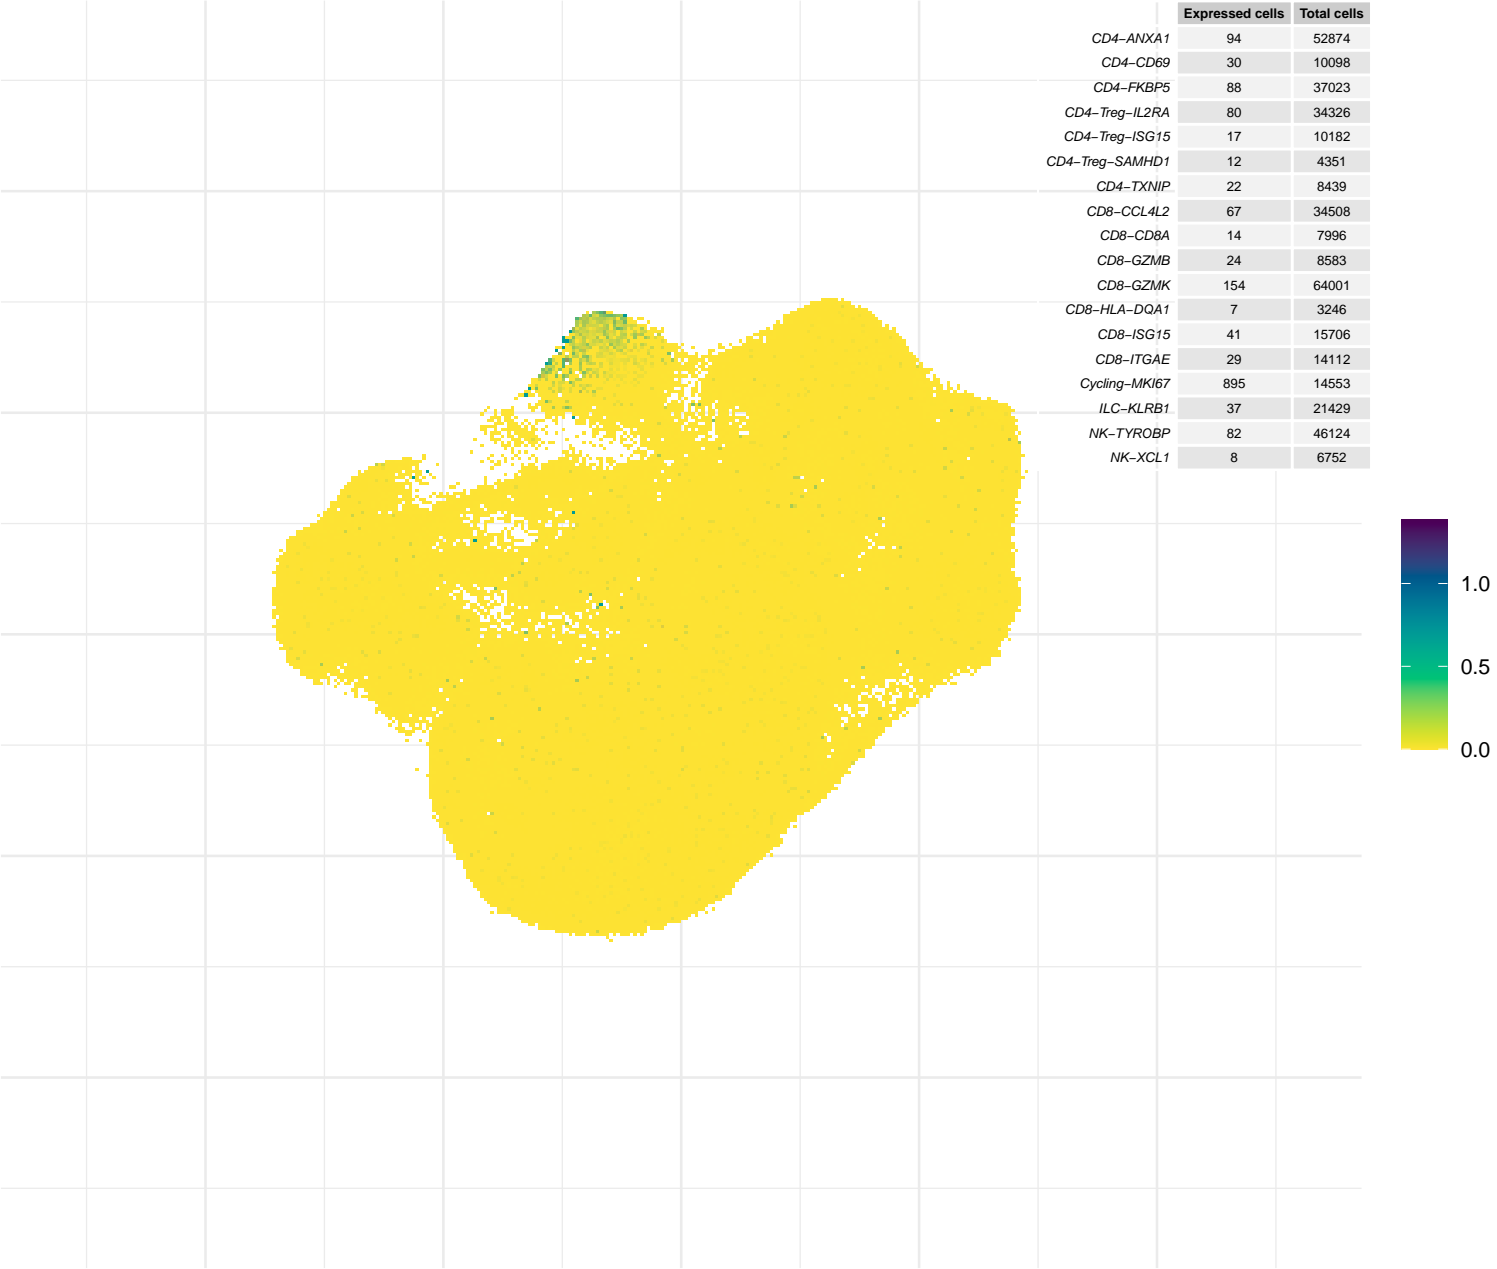 Expressed cells Total cells
CD4−ANXA1 94 52874
CD4−CD69 30 10098
CD4−FKBP5 88 37023
CD4−Treg−IL2RA 80 34326
CD4−Treg−ISG15 17 10182
CD4−Treg−SAMHD1 12 4351
CD4−TXNIP 22 8439
CD8−CCL4L2 67 34508
CD8−CD8A 14 7996
CD8−GZMB 24 8583
CD8−GZMK 154 64001
CD8−HLA−DQA1 7 3246
CD8−ISG15 41 15706
CD8−ITGAE 29 14112
Cycling−MKI67 895 14553
ILC−KLRB1 37 21429
NK−TYROBP 82 46124
NK−XCL1 8 6752
1.0
0.5
0.0